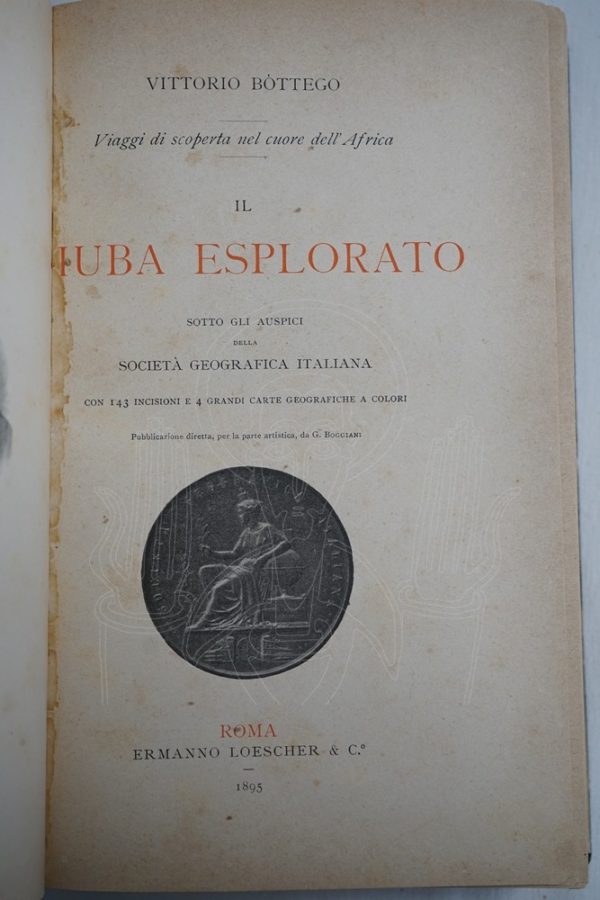 VITTORIO BÒTTEGO
Viaggi di scoperta nel cuore dell'Africa
IL
IUBA ESPLORATO
SOTTO GLI AUSPICI
DELLA
SOCIETÀ GEOGRAFICA ITALIANA
CON 143 INCISIONI E 4 GRANDI CARTE GEOGRAFICHE A COLORI
Pubblicazione diretta, per la parte artistica, da G. BOGGIANI
ROMA
ERMANNO LOESCHER & C.º
1895